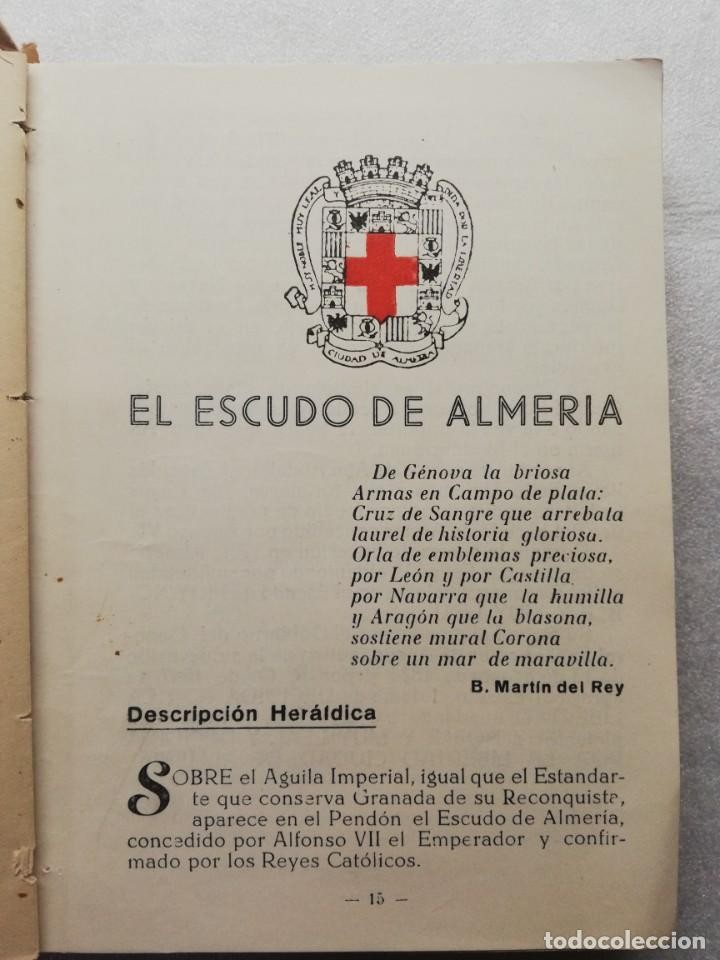 MUY NOBLE MUY LEAL
Y
DECIDIDA POR LA LIBERTAD
CIUDAD DE ALMERIA
EL ESCUDO DE ALMERIA
De Génova la briosa
Armas en Campo de plata:
Cruz de Sangre que arrebata
laurel de historia gloriosa.
Orla de emblemas preciosa,
por León y por Castilla
por Navarra que la humilla
y Aragón que la blasona,
sostiene mural Corona
sobre un mar de maravilla.
B. Martín del Rey
Descripción Heráldica
SOBRE el Aguila Imperial, igual que el Estandar-
te que conserva Granada de su Reconquista,
aparece en el Pendón el Escudo de Almería,
concedido por Alfonso VII el Emperador y confir-
mado por los Reyes Católicos.
— 15 —
todocoleccion